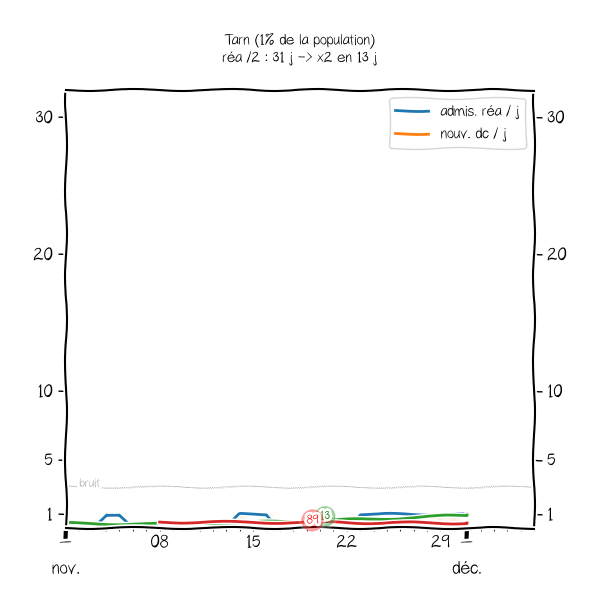 Tarn (1% de la population)
réa /2 : 31 j -> x2 en 13 j
admis. réa / j
nouv. dc / j
30 30
20 20
10 10
5 5
bruit
1 1
89 13
08 15 22 29
nov. déc.